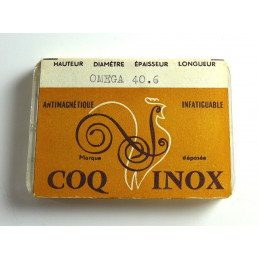 HAUTEUR DIAMÈTRE ÉPAISSEUR LONGUEUR
OMEGA 40.6
ANTIMAGNÉTIQUE INFATIGUABLE
Marque déposée
COQ INOX